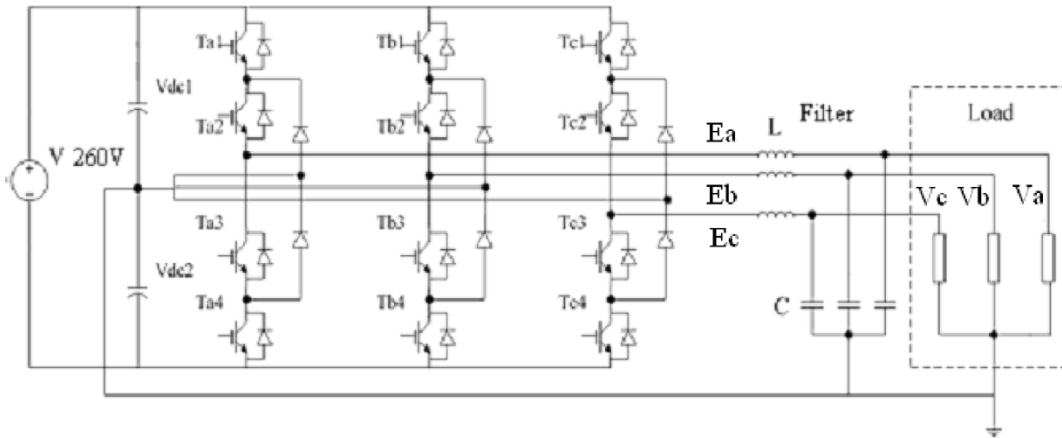 Ta1
Tb1
Tc1
Vdc1
Ta2
Tb2
Tc2
Ea
L
Filter
Load
V 260V
Eb
Vc
Vb
Va
Ec
Ta3
Tb3
Tc3
Vdc2
Ta4
Tb4
Tc4
C